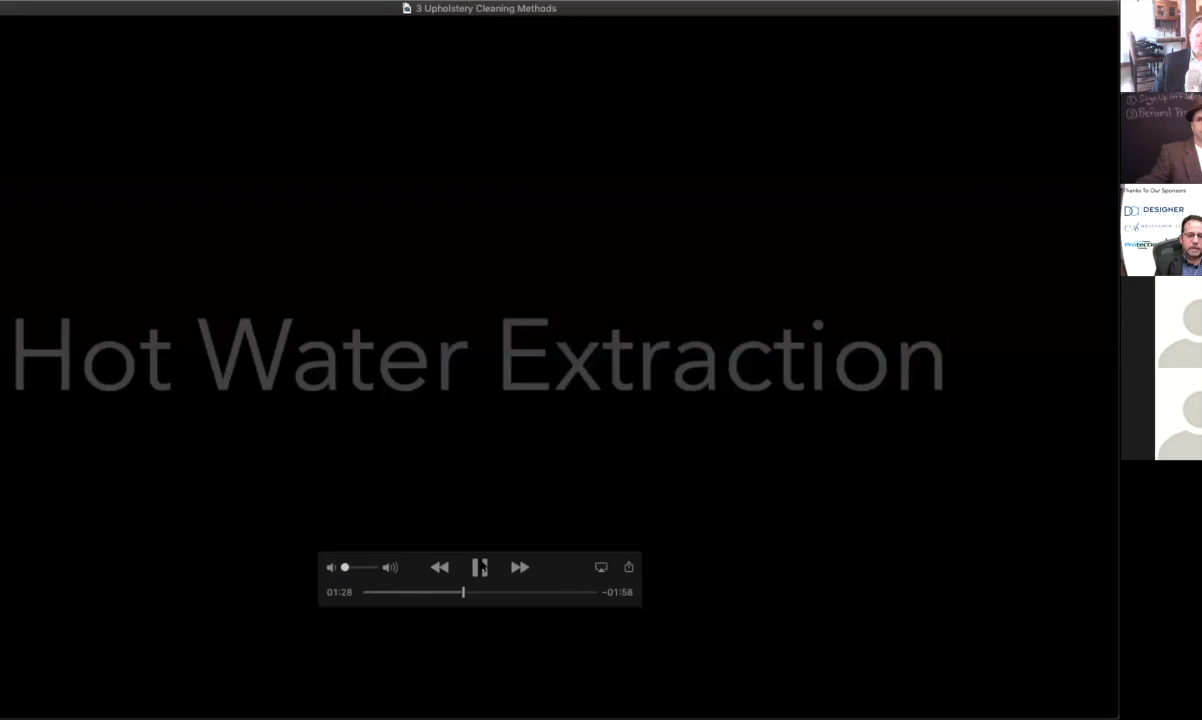 3 Upholstery Cleaning Methods
Hot Water Extraction
01:28
-01:58
Thanks To Our Sponsors
DESIGNER